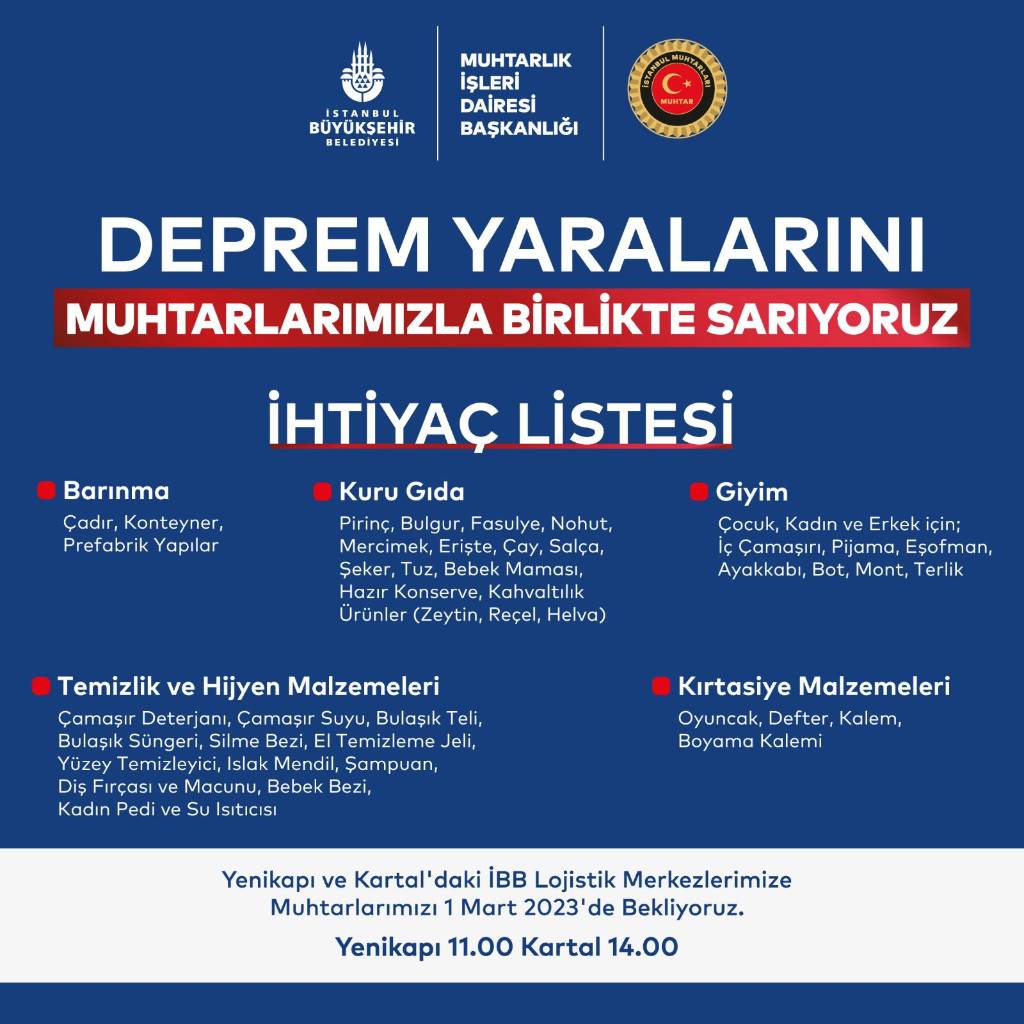 İSTANBUL
BÜYÜKŞEHİR
BELEDİYESİ
MUHTARLIK
İŞLERİ
DAİRESİ
BAŞKANLIĞI
İSTANBUL MUHTARLARI
MUHTAR
DEPREM YARALARINI
MUHTARLARIMIZLA BİRLİKTE SARIYORUZ
İHTİYAÇ LİSTESİ
Barınma
Çadır, Konteyner,
Prefabrik Yapılar
Kuru Gıda
Pirinç, Bulgur, Fasulye, Nohut,
Mercimek, Erişte, Çay, Salça,
Şeker, Tuz, Bebek Maması,
Hazır Konserve, Kahvaltılık
Ürünler (Zeytin, Reçel, Helva)
Giyim
Çocuk, Kadın ve Erkek için;
İç Çamaşırı, Pijama, Eşofman,
Ayakkabı, Bot, Mont, Terlik
Temizlik ve Hijyen Malzemeleri
Çamaşır Deterjanı, Çamaşır Suyu, Bulaşık Teli,
Bulaşık Süngeri, Silme Bezi, El Temizleme Jeli,
Yüzey Temizleyici, Islak Mendil, Şampuan,
Diş Fırçası ve Macunu, Bebek Bezi,
Kadın Pedi ve Su Isıtıcısı
Kırtasiye Malzemeleri
Oyuncak, Defter, Kalem,
Boyama Kalemi
Yenikapı ve Kartal'daki İBB Lojistik Merkezlerimize
Muhtarlarımızı 1 Mart 2023'de Bekliyoruz.
Yenikapı 11.00 Kartal 14.00